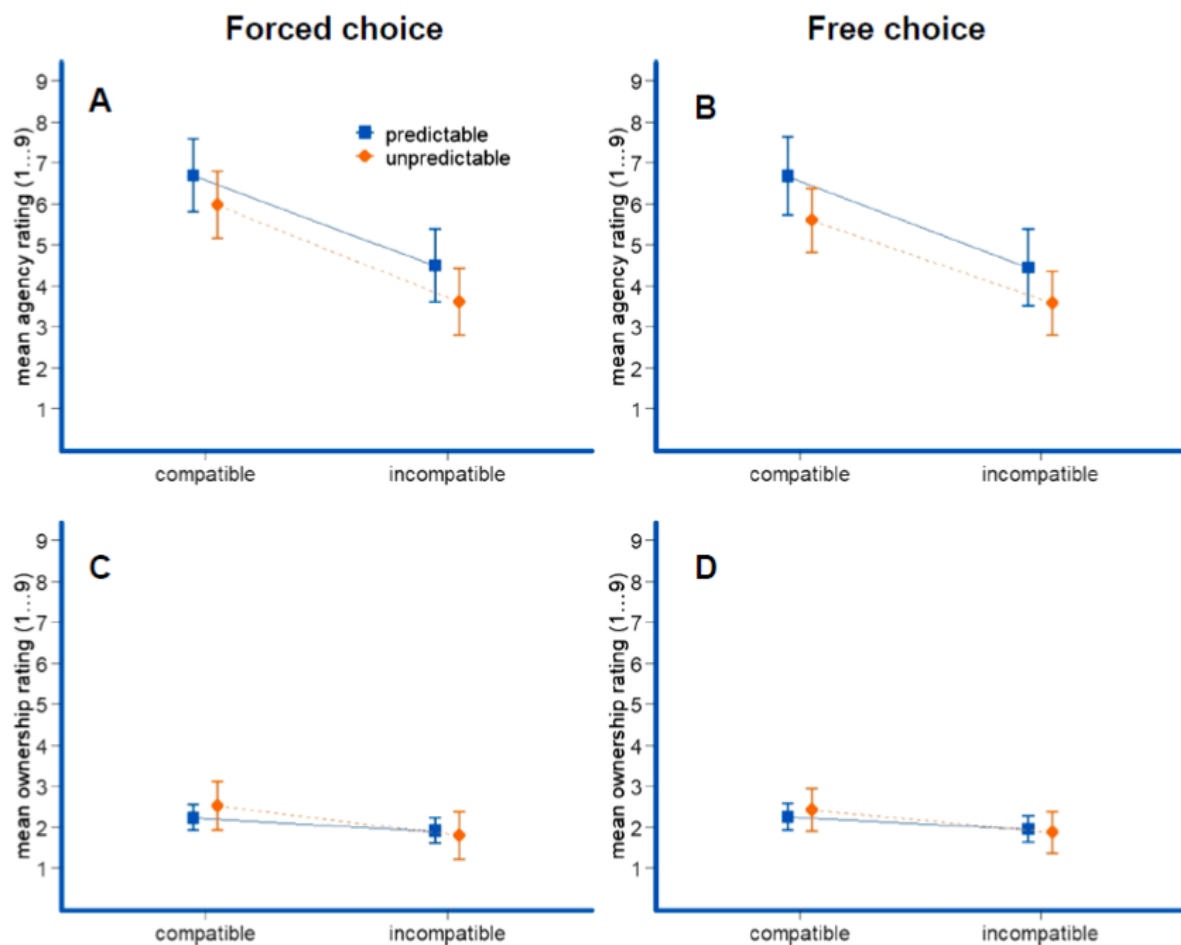 Forced choice
Free choice
A
mean agency rating (1...9)
9
8
7
6
5
4
3
2
1
predictable
unpredictable
compatible
incompatible
B
mean agency rating (1...9)
9
8
7
6
5
4
3
2
1
compatible
incompatible
C
mean ownership rating (1...9)
9
8
7
6
5
4
3
2
1
compatible
incompatible
D
mean ownership rating (1...9)
9
8
7
6
5
4
3
2
1
compatible
incompatible